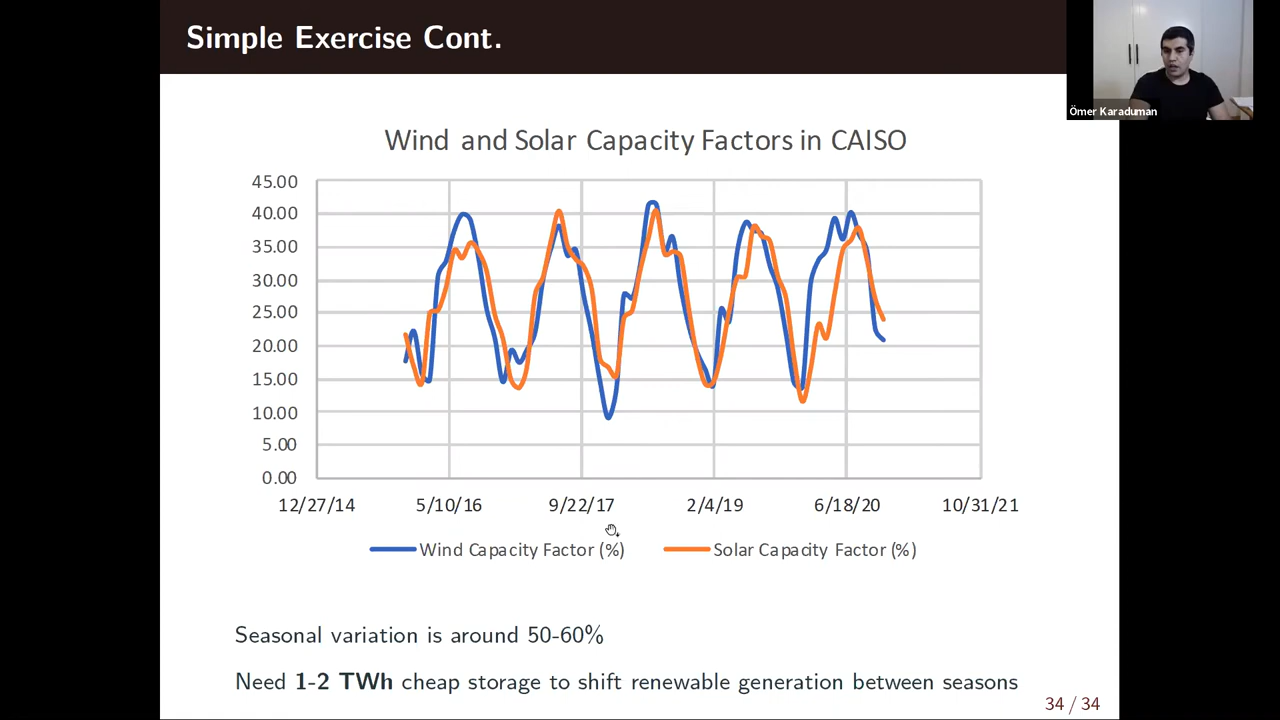 Simple Exercise Cont.
Ömer Karaduman
Wind and Solar Capacity Factors in CAISO
45.00
40.00
35.00
30.00
25.00
20.00
15.00
10.00
5.00
0.00
12/27/14 5/10/16 9/22/17 2/4/19 6/18/20 10/31/21
Wind Capacity Factor (%) Solar Capacity Factor (%)
Seasonal variation is around 50-60%
Need 1-2 TWh cheap storage to shift renewable generation between seasons
34 / 34